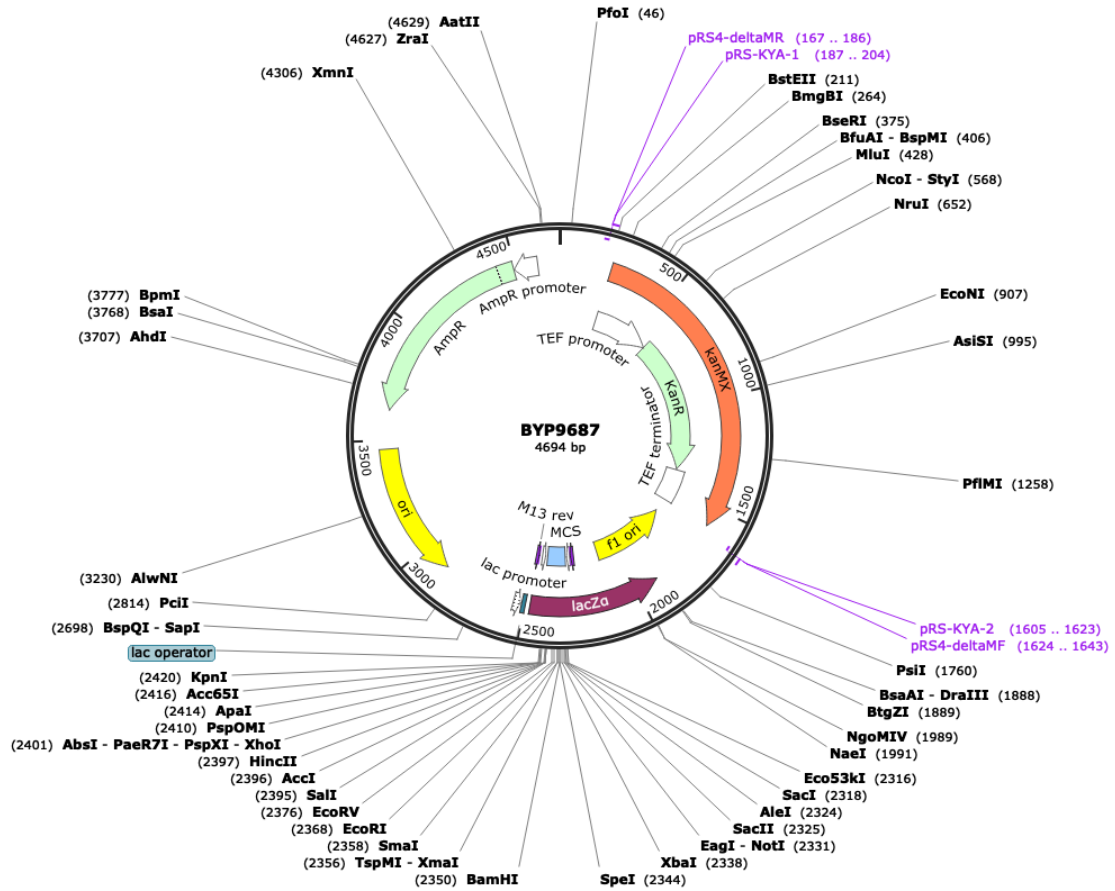 (4629) AatII
(4627) ZraI
(4306) XmnI
PfoI (46)
pRS4-deltaMR (167 .. 186)
pRS-KYA-1 (187 .. 204)
BstEII (211)
BmgBI (264)
BseRI (375)
BfuAI - BspMI (406)
MluI (428)
NcoI - StyI (568)
NruI (652)
EcoNI (907)
AsiSI (995)
PflMI (1258)
pRS-KYA-2 (1605 .. 1623)
pRS4-deltaMF (1624 .. 1643)
PsiI (1760)
BsaAI - DraIII (1888)
BtgZI (1889)
NgoMIV (1989)
NaeI (1991)
Eco53kI (2316)
SacI (2318)
AleI (2324)
SacII (2325)
EagI - NotI (2331)
XbaI (2338)
SpeI (2344)
(2350) BamHI
(2356) TspMI - XmaI
(2358) SmaI
(2368) EcoRI
(2376) EcoRV
(2395) SalI
(2396) AccI
(2397) HincII
(2401) AbsI - PaeR7I - PspXI - XhoI
(2410) PspOMI
(2414) ApaI
(2416) Acc65I
(2420) KpnI
lac operator
(2698) BspQI - SapI
(2814) PciI
(3230) AlwNI
(3707) AhdI
(3768) BsaI
(3777) BpmI
500
1000
1500
2000
2500
3000
3500
4000
4500
AmpR promoter
AmpR
TEF promoter
kanMX
KanR
TEF terminator
BYP9687
4694 bp
ori
M13 rev
MCS
f1 ori
lac promoter
lacZα